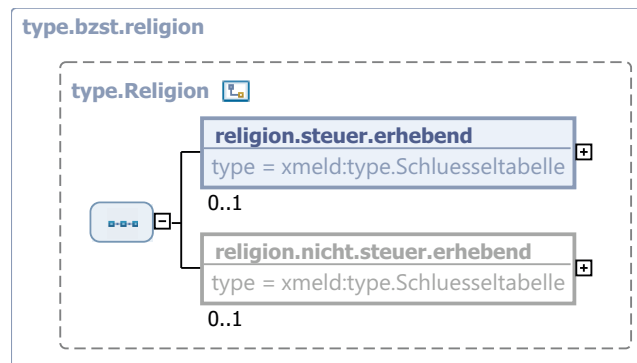 type.bzst.religion
type.Religion
religion.steuer.erhebend
type = xmeld:type.Schluesseltabelle
0..1
religion.nicht.steuer.erhebend
type = xmeld:type.Schluesseltabelle
0..1